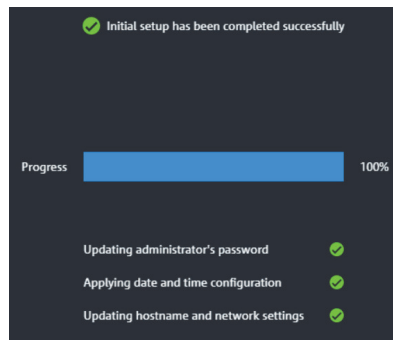 Initial setup has been completed successfully
Progress 100%
Updating administrator's password
Applying date and time configuration
Updating hostname and network settings